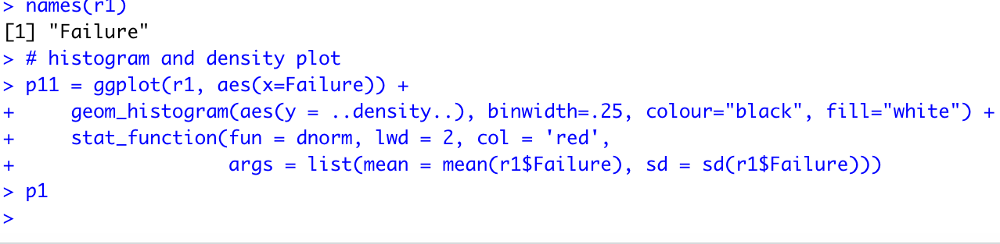 > names(r1)
[1] "Failure"
> # histogram and density plot
> p11 = ggplot(r1, aes(x=Failure)) +
+     geom_histogram(aes(y = ..density..), binwidth=.25, colour="black", fill="white") +
+     stat_function(fun = dnorm, lwd = 2, col = 'red',
+                   args = list(mean = mean(r1$Failure), sd = sd(r1$Failure)))
> p1
>